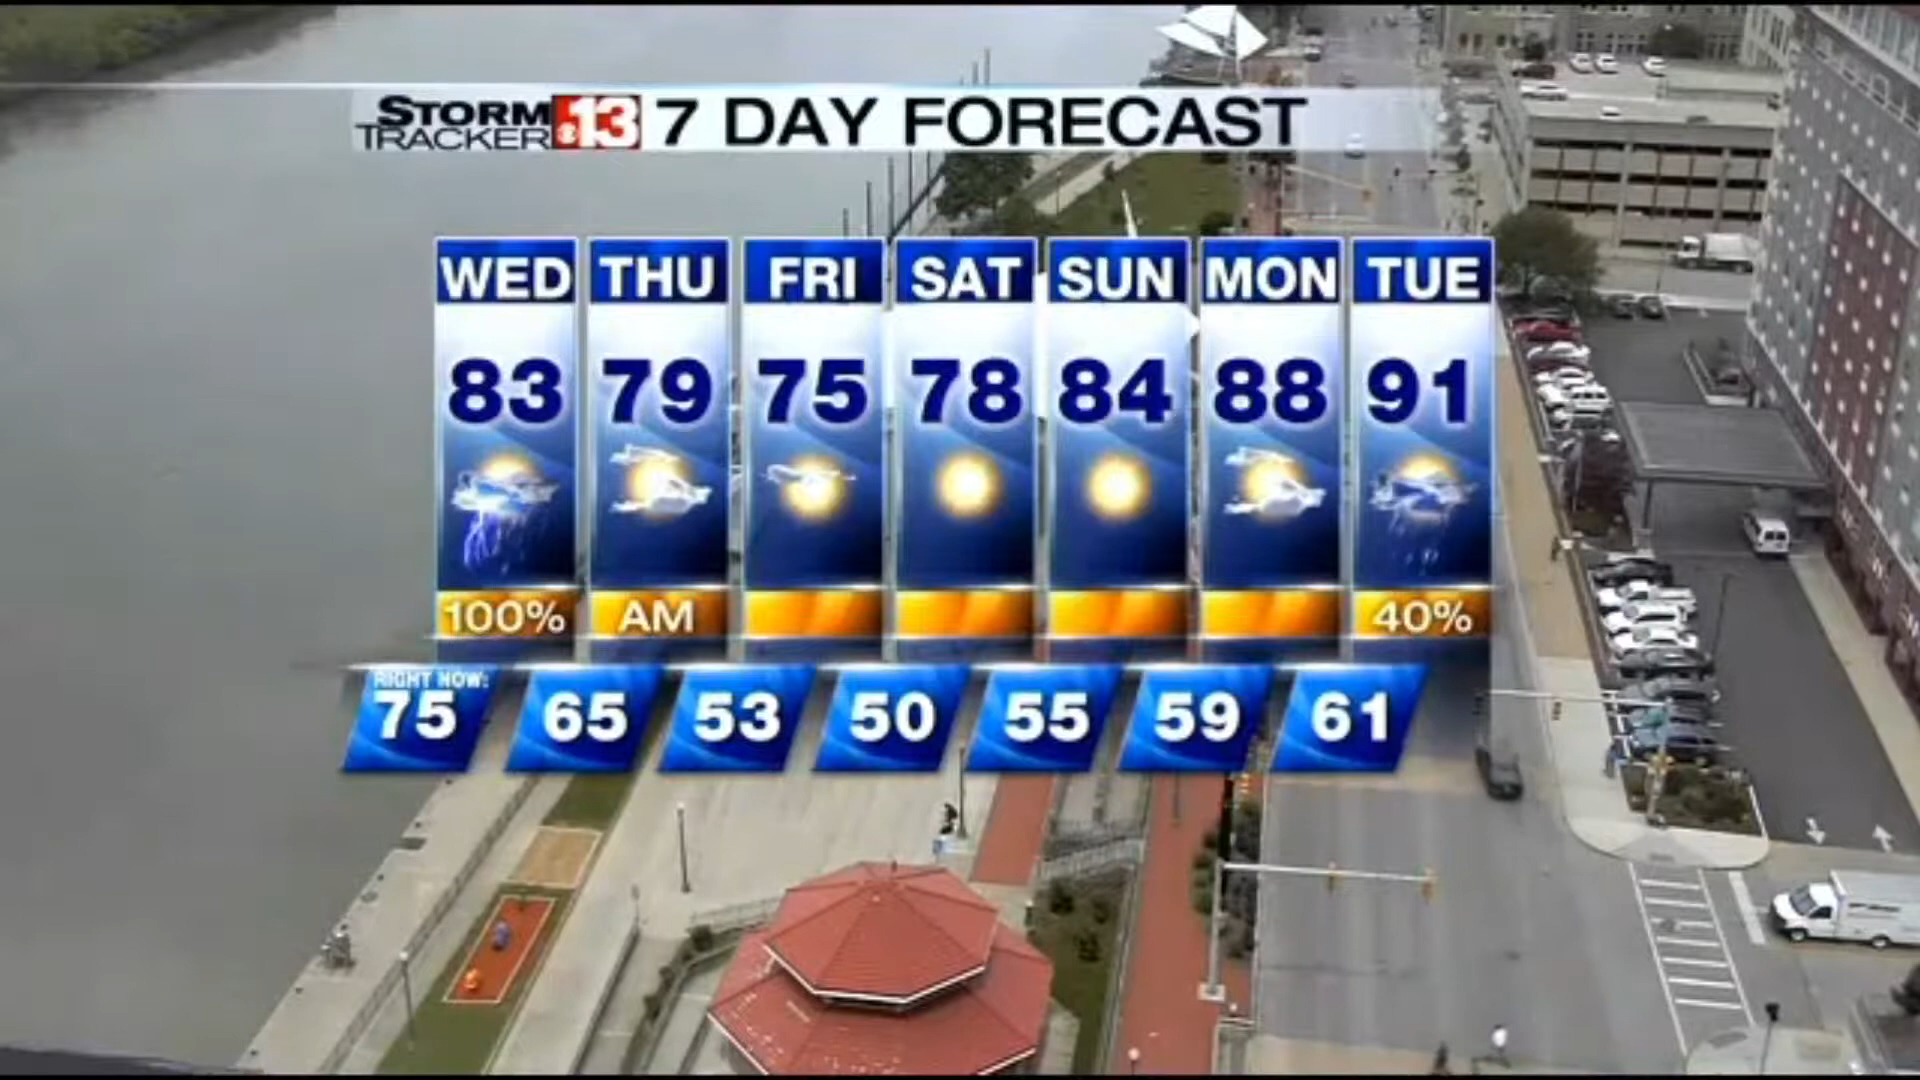 STORM TRACKER 13 7 DAY FORECAST
WED THU FRI SAT SUN MON TUE
83 79 75 78 84 88 91
100% AM 40%
RIGHT NOW:
75 65 53 50 55 59 61